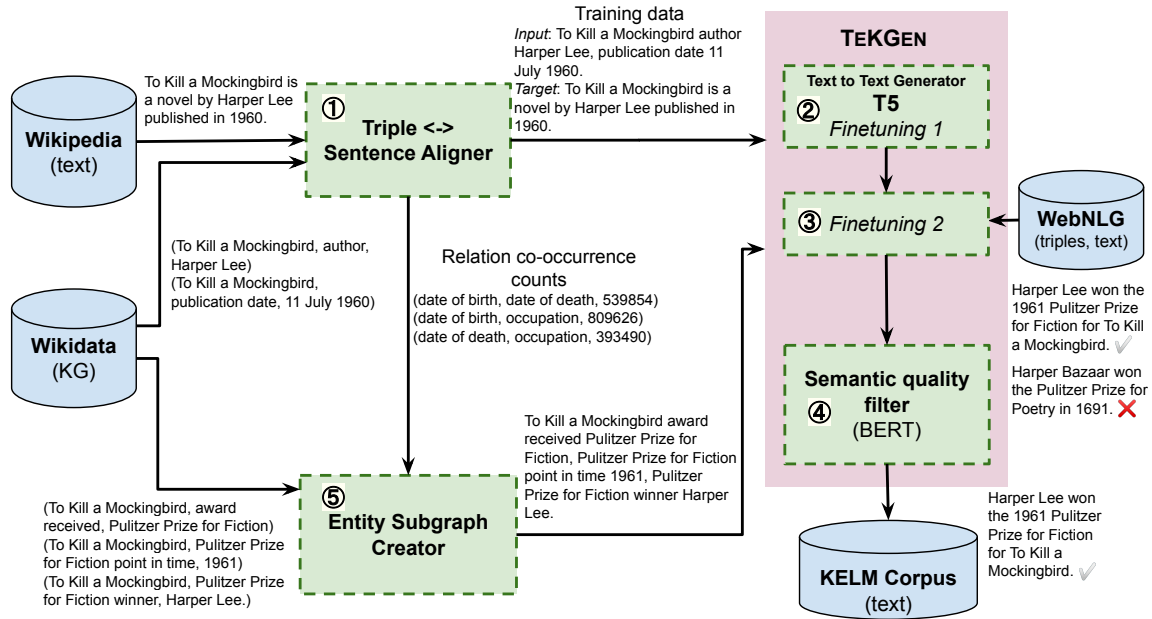 Training data
Input: To Kill a Mockingbird author
Harper Lee, publication date 11
July 1960.
Target: To Kill a Mockingbird is a
novel by Harper Lee published in
1960.
TEKGEN
Text to Text Generator
② T5
Finetuning 1
Wikipedia
(text)
To Kill a Mockingbird is
a novel by Harper Lee
published in 1960.
①
Triple <->
Sentence Aligner
③ Finetuning 2
WebNLG
(triples, text)
(To Kill a Mockingbird, author,
Harper Lee)
(To Kill a Mockingbird,
publication date, 11 July 1960)
Relation co-occurrence
counts
(date of birth, date of death, 539854)
(date of birth, occupation, 809626)
(date of death, occupation, 393490)
Wikidata
(KG)
Harper Lee won the
1961 Pulitzer Prize
for Fiction for To Kill
a Mockingbird. ✓
Harper Bazaar won
the Pulitzer Prize for
Poetry in 1691. ❌
Semantic quality
filter
④ (BERT)
To Kill a Mockingbird award
received Pulitzer Prize for
Fiction, Pulitzer Prize for Fiction
point in time 1961, Pulitzer
Prize for Fiction winner Harper
Lee.
⑤
Entity Subgraph
Creator
(To Kill a Mockingbird, award
received, Pulitzer Prize for Fiction)
(To Kill a Mockingbird, Pulitzer Prize
for Fiction point in time, 1961)
(To Kill a Mockingbird, Pulitzer Prize
for Fiction winner, Harper Lee.)
Harper Lee won
the 1961 Pulitzer
Prize for Fiction
for To Kill a
Mockingbird. ✓
KELM Corpus
(text)